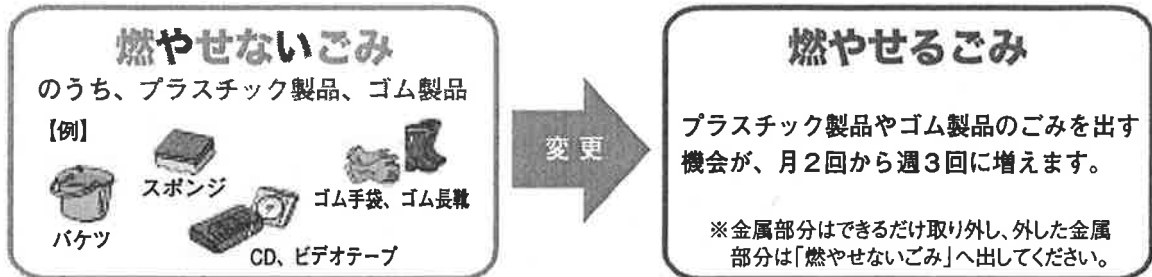 燃やせないごみ
のうち、プラスチック製品、ゴム製品
【例】
バケツ
スポンジ
CD、ビデオテープ
ゴム手袋、ゴム長靴
変更
燃やせるごみ
プラスチック製品やゴム製品のごみを出す
機会が、月2回から週3回に増えます。
※金属部分はできるだけ取り外し、外した金属
部分は「燃やせないごみ」へ出してください。